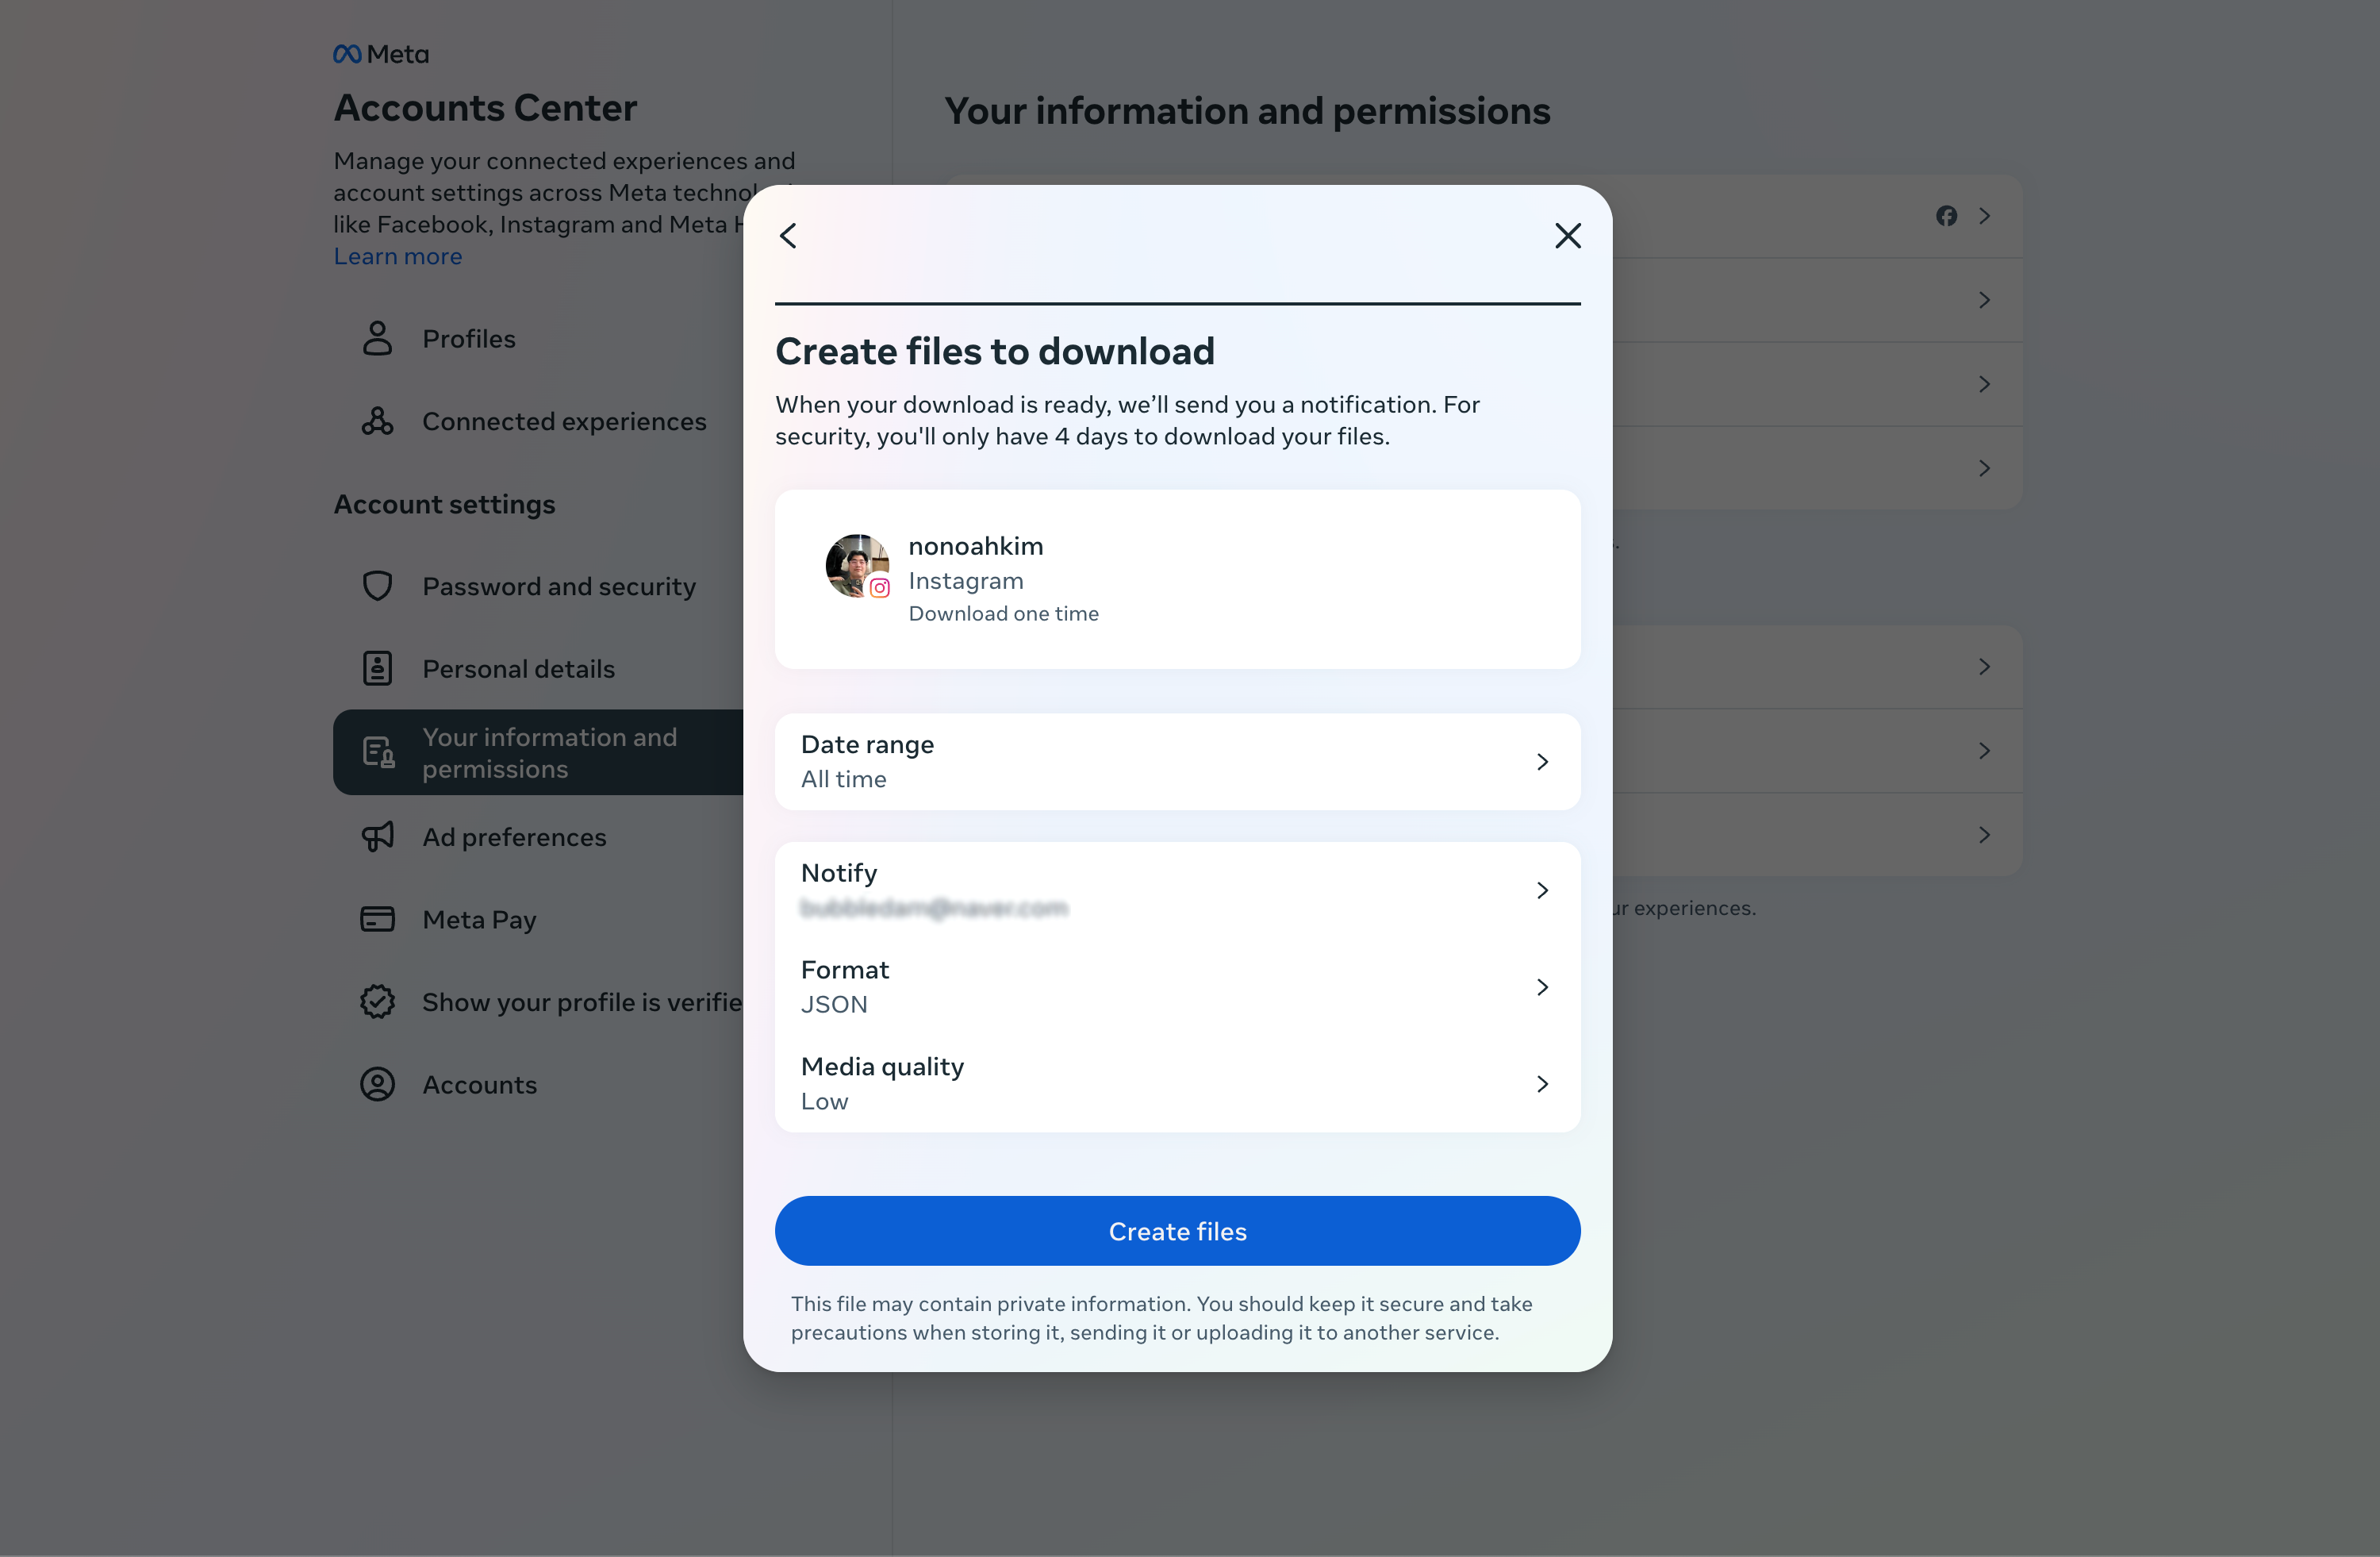 Meta
Accounts Center
Manage your connected experiences and
account settings across Meta technol
like Facebook, Instagram and Meta
Learn more
Profiles
Connected experiences
Account settings
Password and security
Personal details
Your information and
permissions
Ad preferences
Meta Pay
Show your profile is verifie
Accounts
Your information and permissions
ur experiences.
Create files to download
When your download is ready, we’ll send you a notification. For
security, you'll only have 4 days to download your files.
nonoahkim
Instagram
Download one time
Date range
All time
Notify
Format
JSON
Media quality
Low
Create files
This file may contain private information. You should keep it secure and take
precautions when storing it, sending it or uploading it to another service.